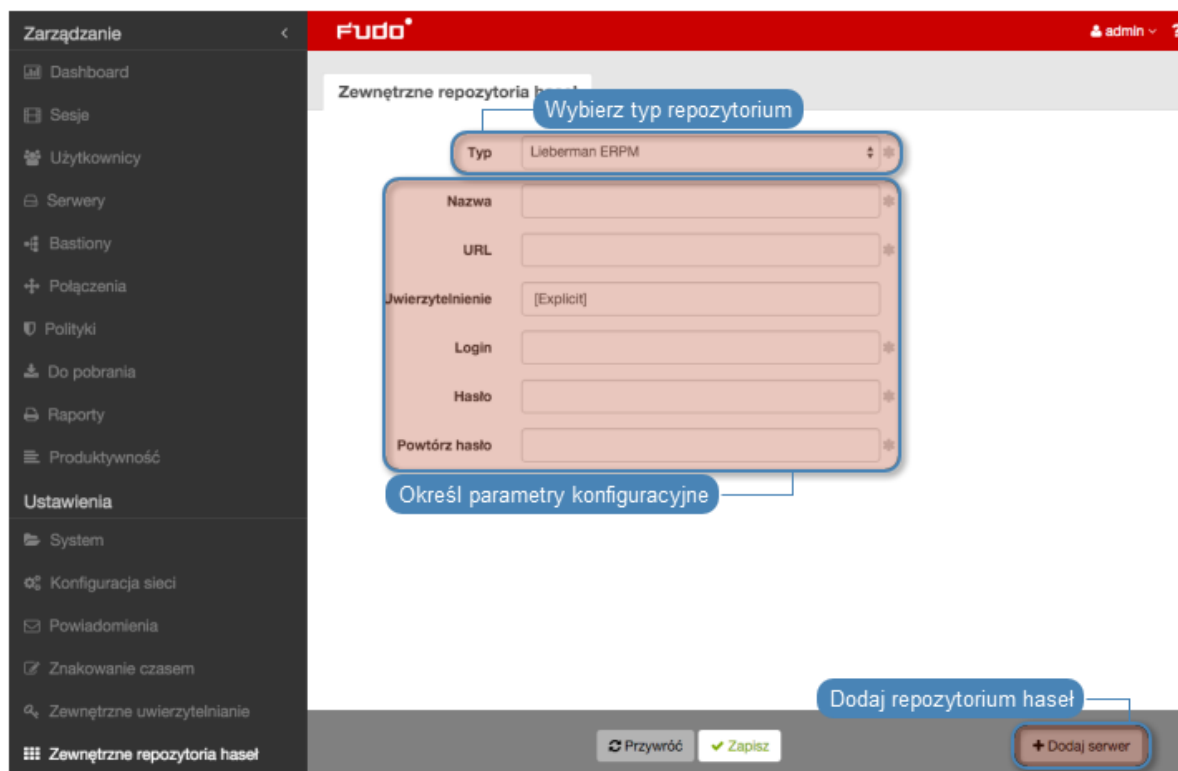 Zarządzanie
Dashboard
Sesje
Użytkownicy
Serwery
Bastiony
Połączenia
Polityki
Do pobrania
Raporty
Produktywność
Ustawienia
System
Konfiguracja sieci
Powiadomienia
Znakowanie czasem
Zewnętrzne uwierzytelnianie
Zewnętrzne repozytoria haseł
FUDO
admin
?
Zewnętrzne repozytoria haseł
Wybierz typ repozytorium
Typ Lieberman ERPM
Nazwa
URL
Uwierzytelnienie [Explicit]
Login
Hasło
Powtórz hasło
Określ parametry konfiguracyjne
Dodaj repozytorium haseł
Przywróć Zapisz + Dodaj serwer